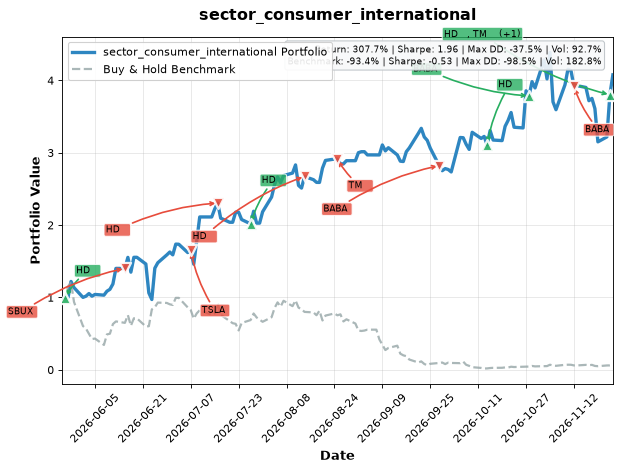 sector_consumer_international
HD , TM (+1)
sector_consumer_international Portfolio
Buy & Hold Benchmark
urn: 307.7% | Sharpe: 1.96 | Max DD: -37.5% | Vol: 92.7%
Benchmark: -93.4% | Sharpe: -0.53 | Max DD: -98.5% | Vol: 182.8%
BABA
HD
BABA
HD
TM
BABA
HD
HD
HD
SBUX
TSLA
Portfolio Value
4
3
2
1
0
2026-06-05
2026-06-21
2026-07-07
2026-07-23
2026-08-08
2026-08-24
2026-09-09
2026-09-25
2026-10-11
2026-10-27
2026-11-12
Date